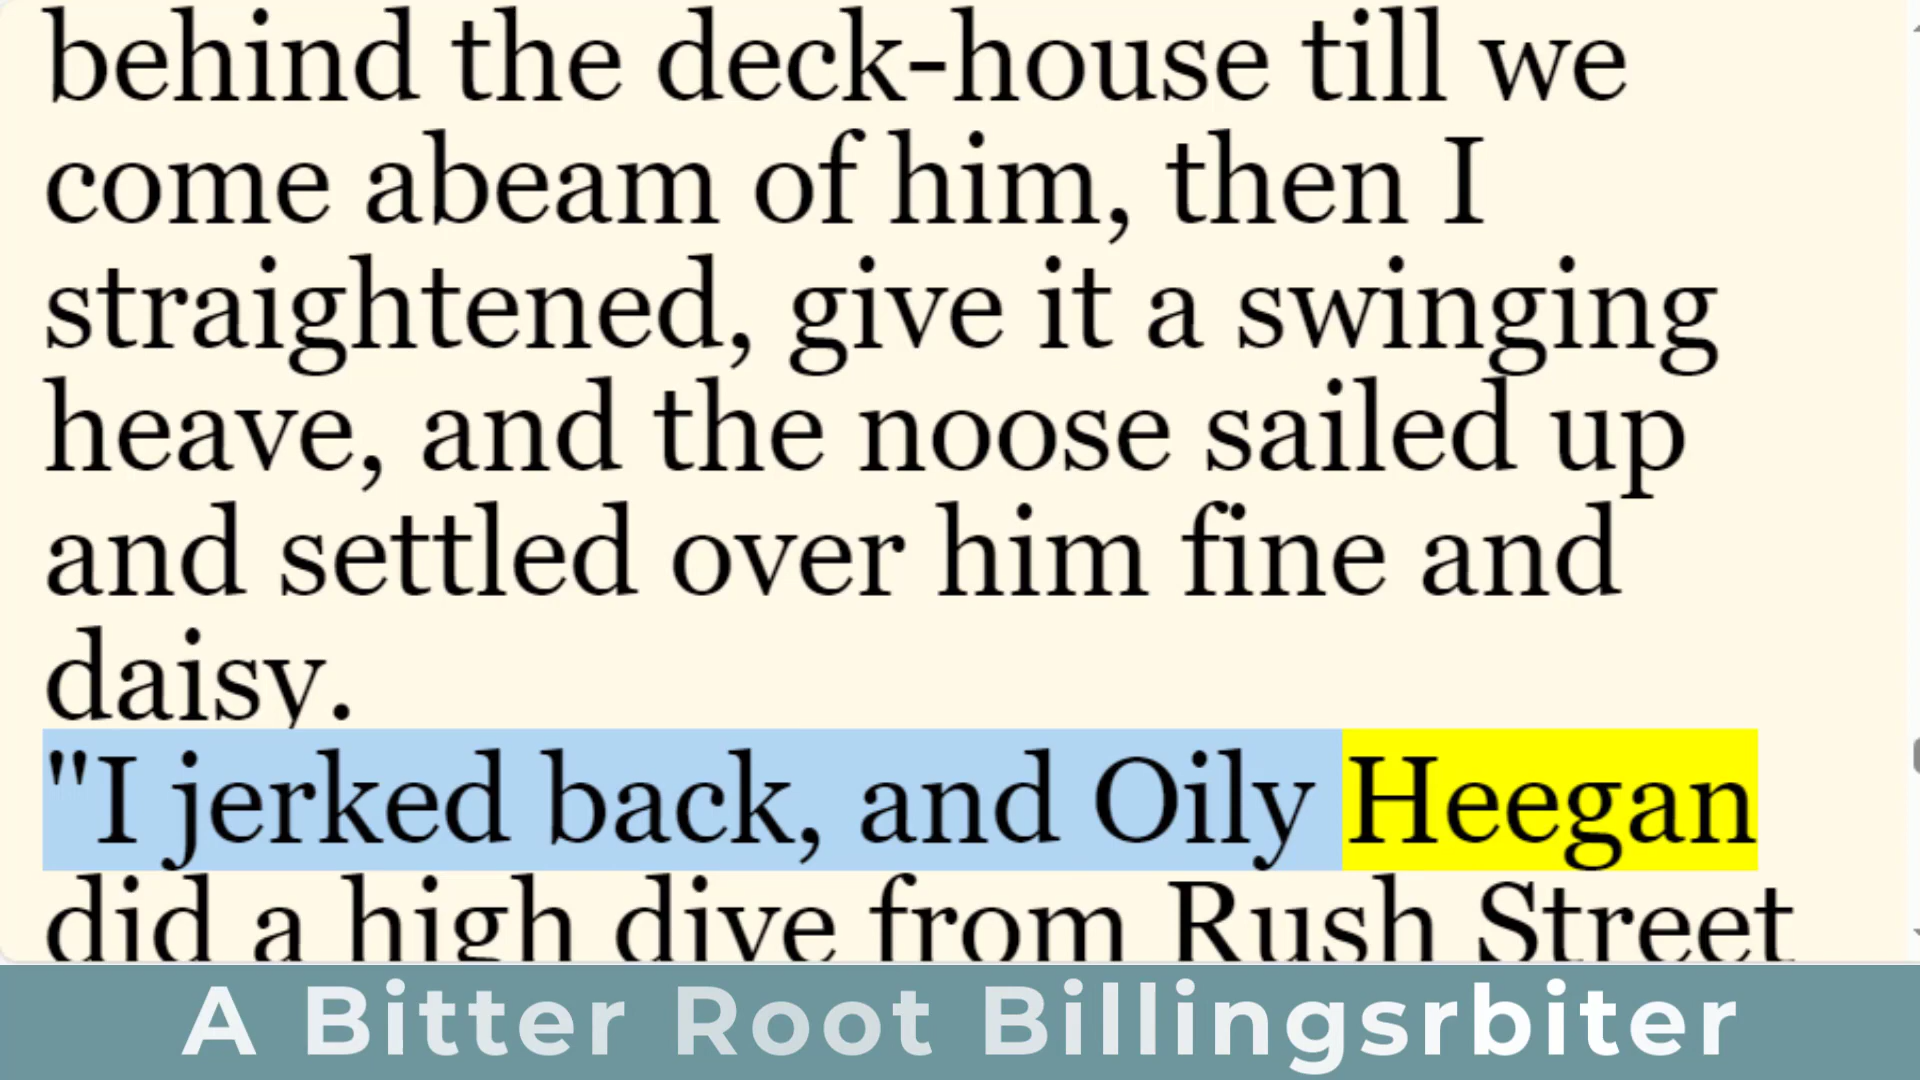 behind the deck-house till we
come abeam of him, then I
straightened, give it a swinging
heave, and the noose sailed up
and settled over him fine and
daisy.
"I jerked back, and Oily Heegan
did a high dive from Rush Street
A Bitter Root Billingsrbiter